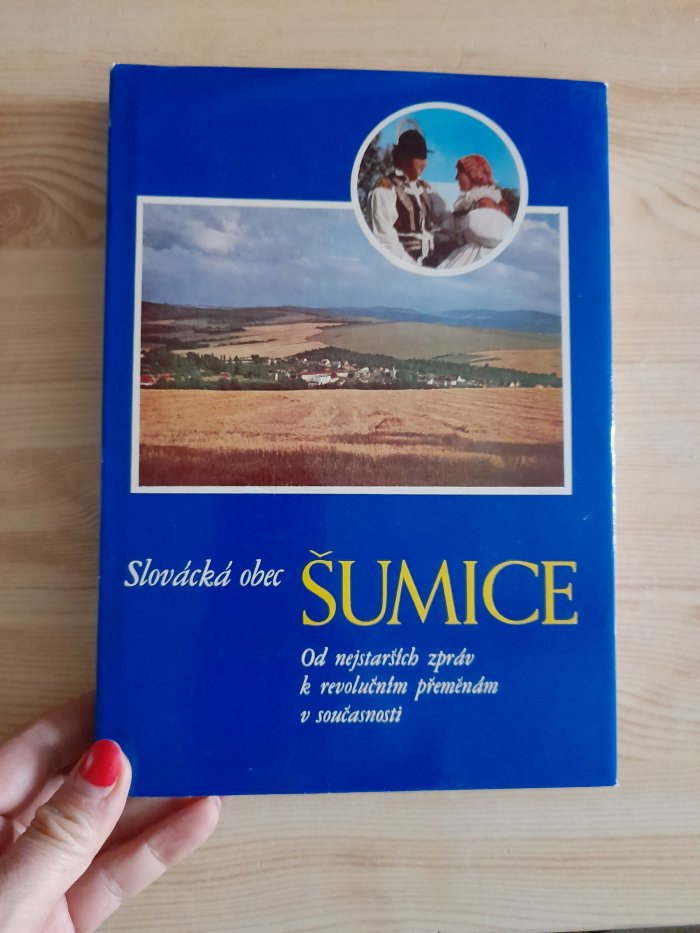 Slovácká obec ŠUMICE
Od nejstarších zpráv
k revolučním přeměnám
v současnosti